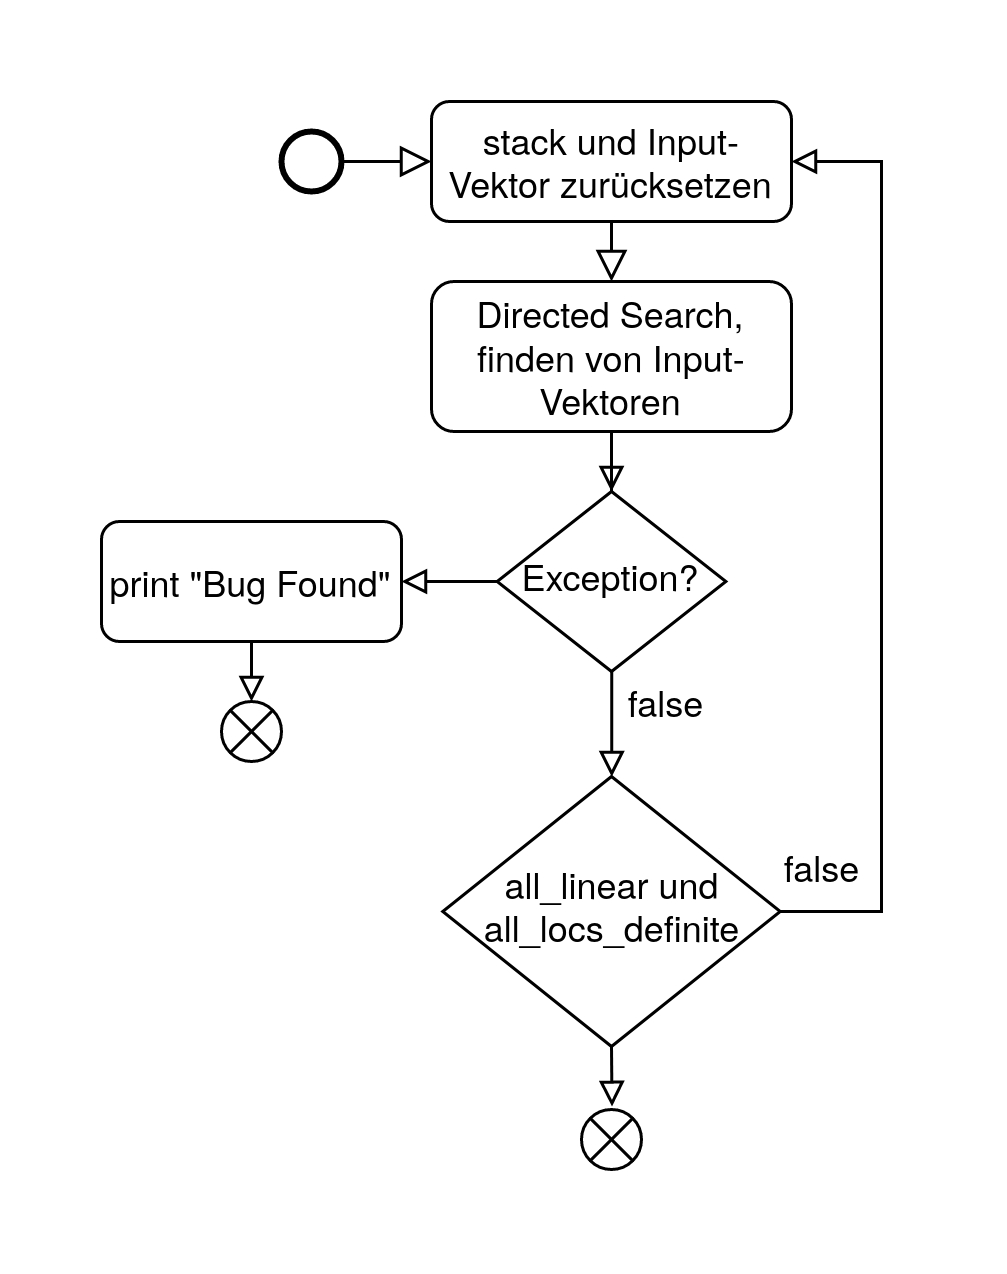 stack und Input-
Vektor zurücksetzen
Directed Search,
finden von Input-
Vektoren
Exception?
print "Bug Found"
false
all_linear und
all_locs_definite
false